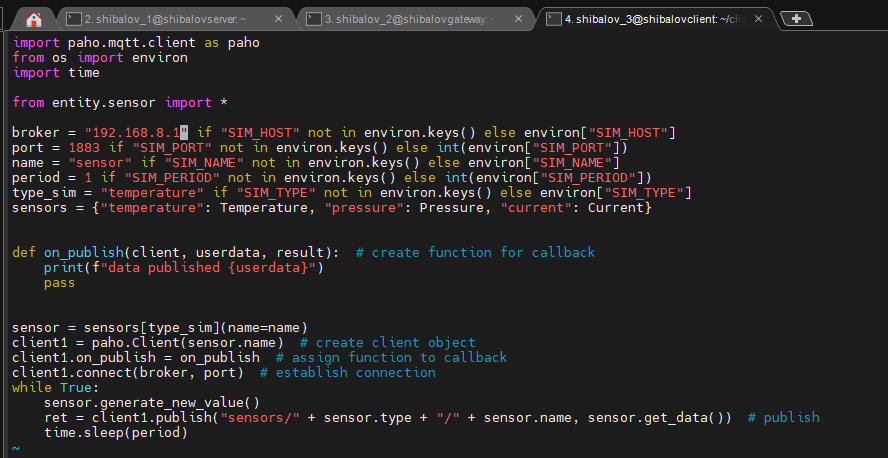 2. shibalov_1@shibalovserver: ~
3. shibalov_2@shibalovgateway: ~
4. shibalov_3@shibalovclient: ~/cli
import paho.mqtt.client as paho
from os import environ
import time
from entity.sensor import *
broker = "192.168.8.1" if "SIM_HOST" not in environ.keys() else environ["SIM_HOST"]
port = 1883 if "SIM_PORT" not in environ.keys() else int(environ["SIM_PORT"])
name = "sensor" if "SIM_NAME" not in environ.keys() else environ["SIM_NAME"]
period = 1 if "SIM_PERIOD" not in environ.keys() else int(environ["SIM_PERIOD"])
type_sim = "temperature" if "SIM_TYPE" not in environ.keys() else environ["SIM_TYPE"]
sensors = {"temperature": Temperature, "pressure": Pressure, "current": Current}
def on_publish(client, userdata, result):  # create function for callback
    print(f"data published {userdata}")
    pass
sensor = sensors[type_sim](name=name)
client1 = paho.Client(sensor.name)  # create client object
client1.on_publish = on_publish  # assign function to callback
client1.connect(broker, port)  # establish connection
while True:
    sensor.generate_new_value()
    ret = client1.publish("sensors/" + sensor.type + "/" + sensor.name, sensor.get_data())  # publish
    time.sleep(period)
~